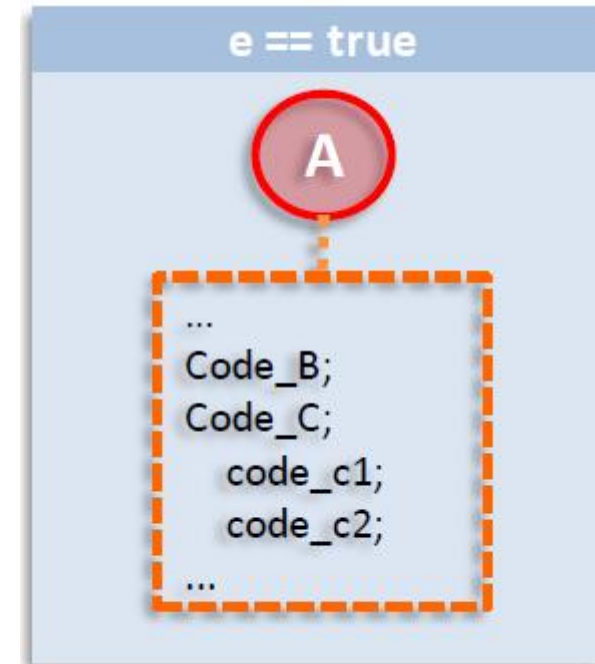 e == true
A
...
Code_B;
Code_C;
code_c1;
code_c2;
...